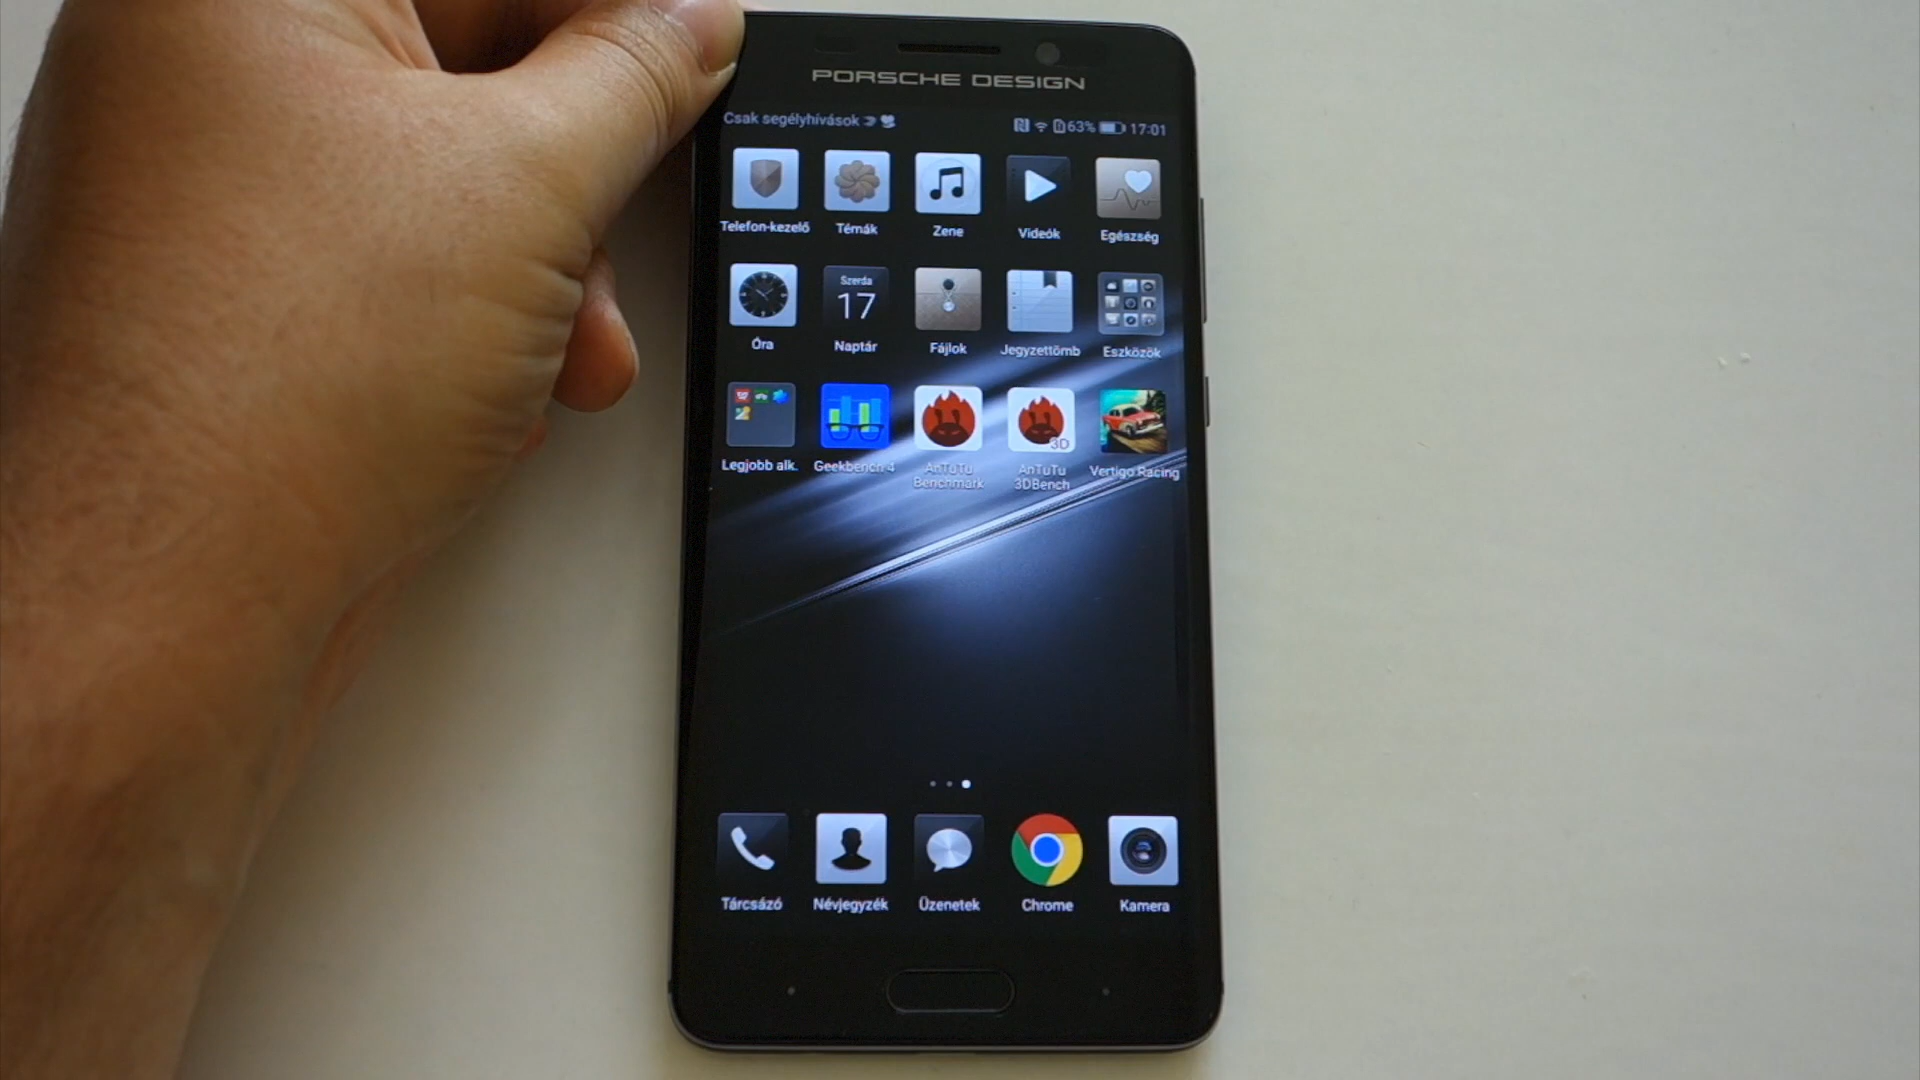 PORSCHE DESIGN
Csak segélyhívások 63% 17:01
Telefon-kezelő Témák Zene Videók Egészség
Szerda
17
Óra Naptár Fájlok Jegyzettömb Eszközök
3D
Legjobb alk. Geekbench 4 AnTuTu Benchmark AnTuTu 3DBench Vertigo Racing
Tárcsázó Névjegyzék Üzenetek Chrome Kamera